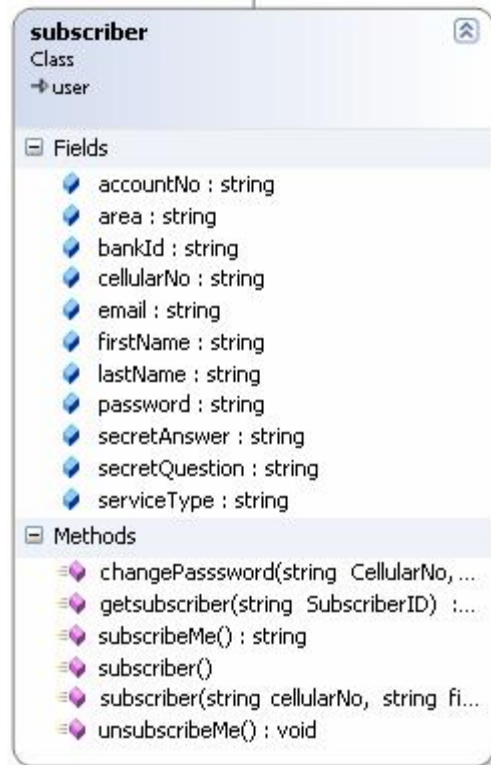 subscriber
Class
user
Fields
accountNo : string
area : string
bankId : string
cellularNo : string
email : string
firstName : string
lastName : string
password : string
secretAnswer : string
secretQuestion : string
serviceType : string
Methods
changePasssword(string CellularNo, ...
getsubscriber(string SubscriberID) :...
subscribeMe() : string
subscriber()
subscriber(string cellularNo, string fi...
unsubscribeMe() : void